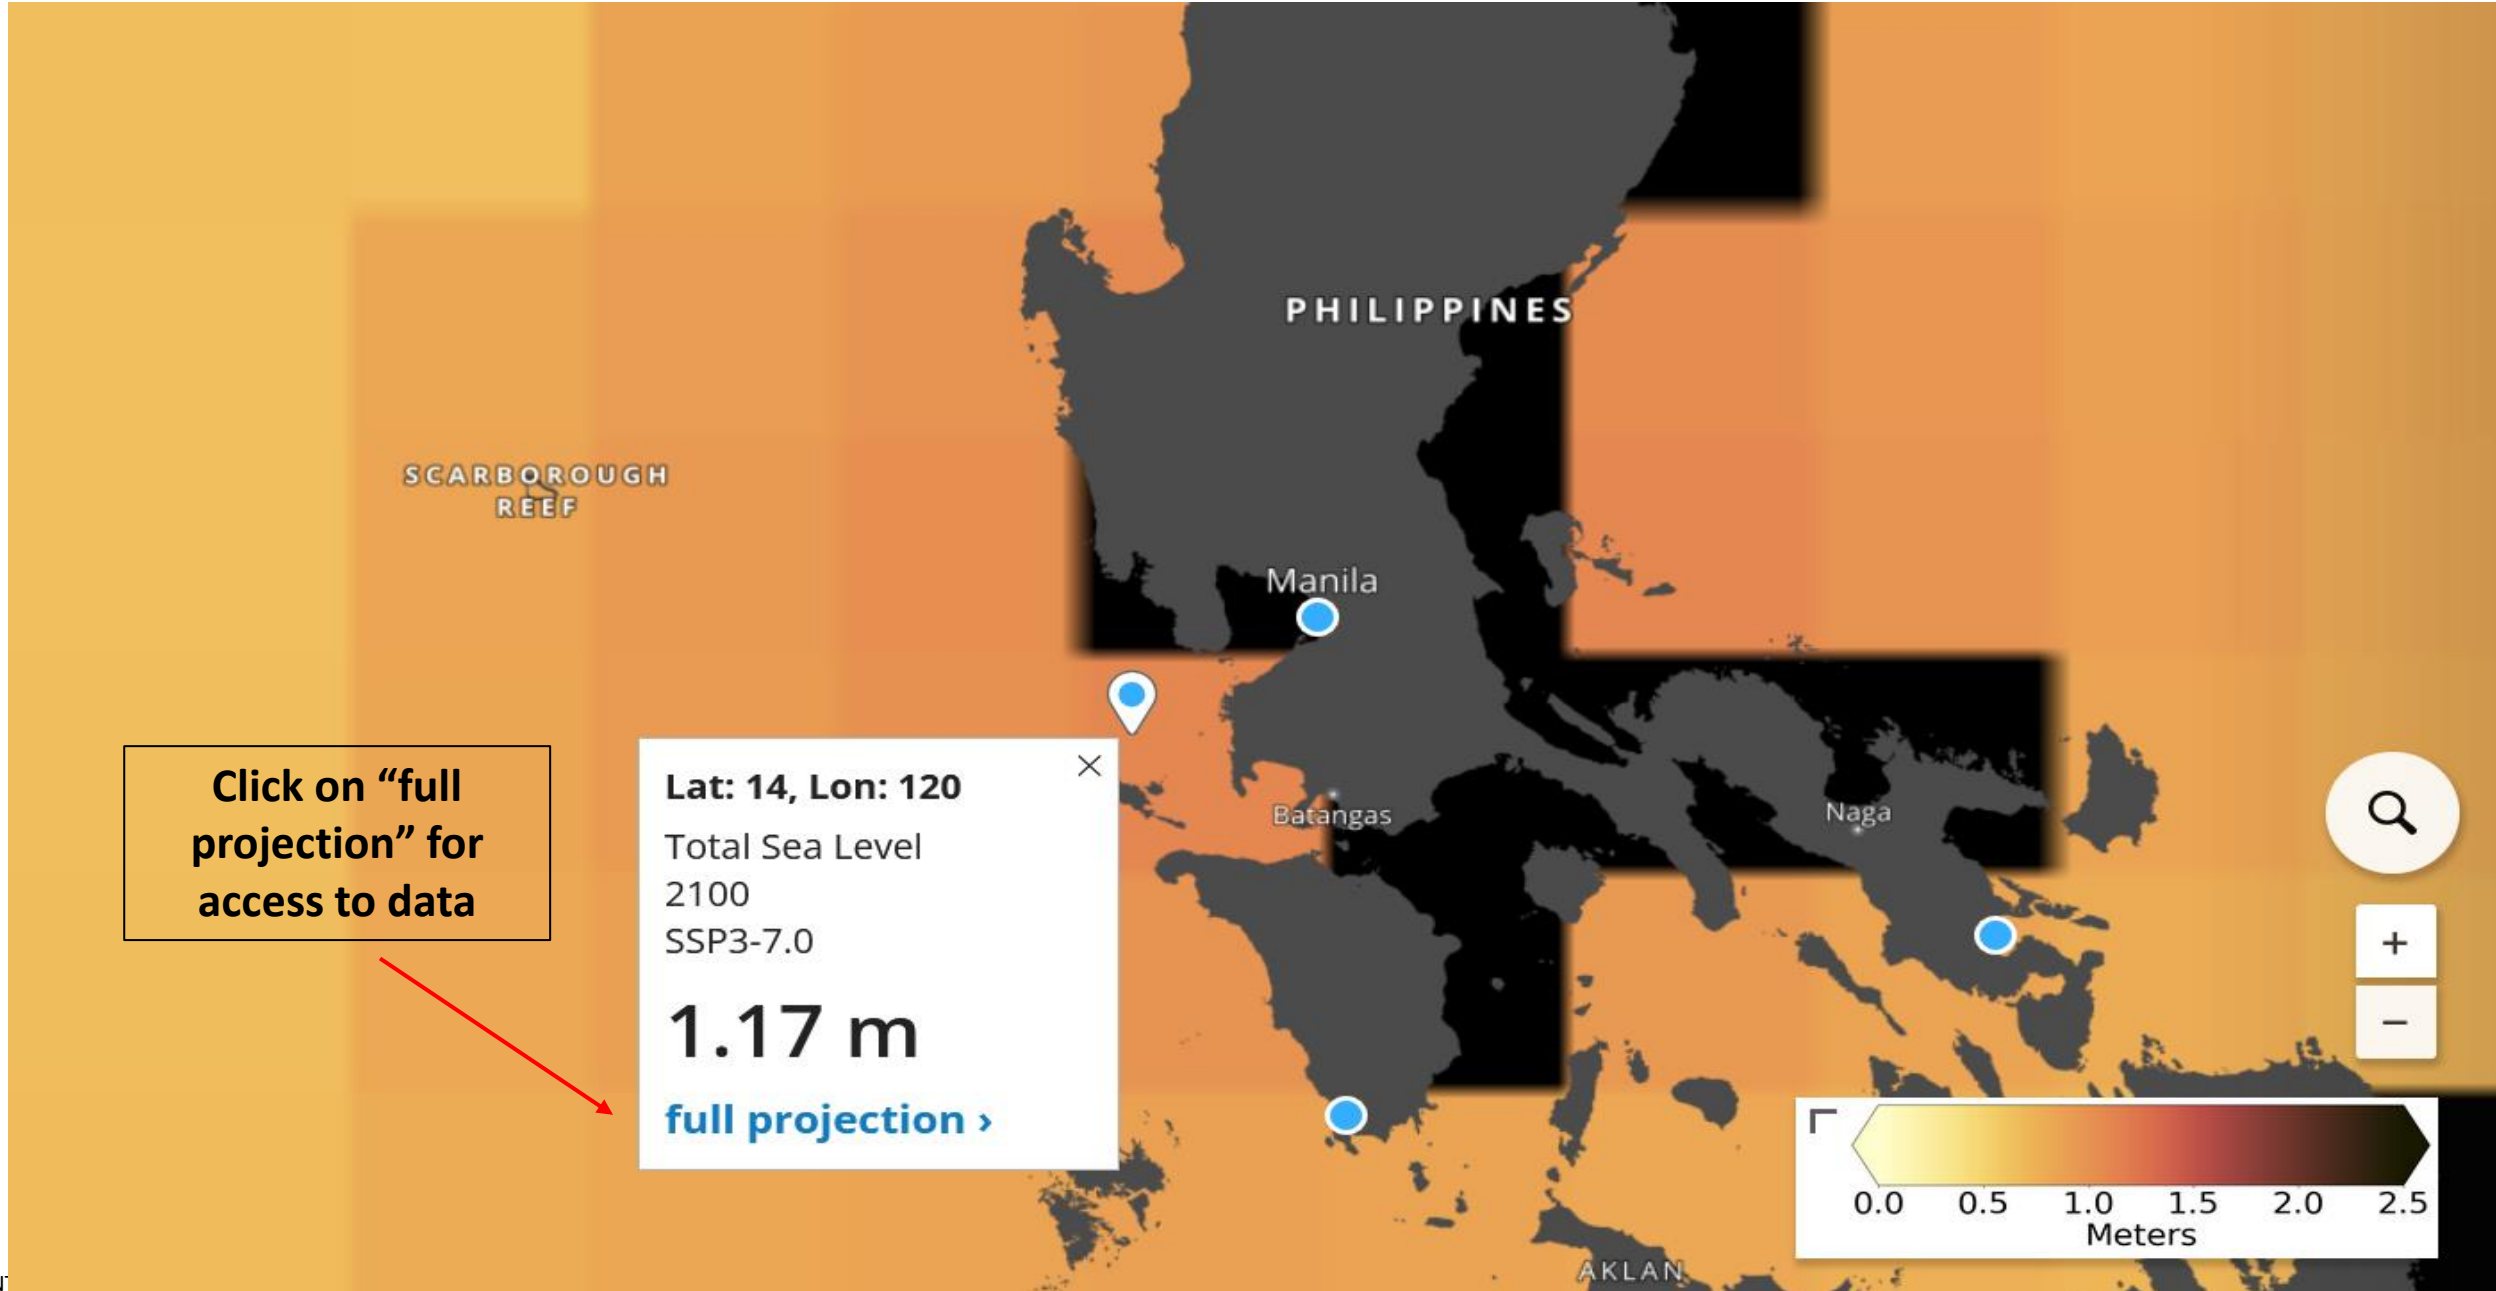 PHILIPPINES
SCARBOROUGH
REEF
Manila
Click on “full
projection” for
access to data
Lat: 14, Lon: 120
Total Sea Level
2100
SSP3-7.0
1.17 m
full projection ›
Batangas
Naga
+
−
0.0 0.5 1.0 1.5 2.0 2.5
Meters
AKLAN